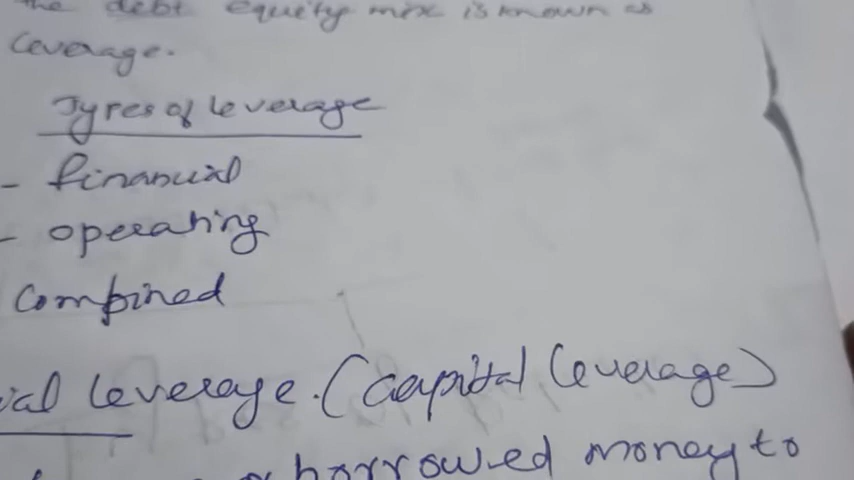 the debt equity mix is known as
leverage.
Types of leverage
- financial
- operating
Combined
ial leverage. (capital leverage)
borrowed money to